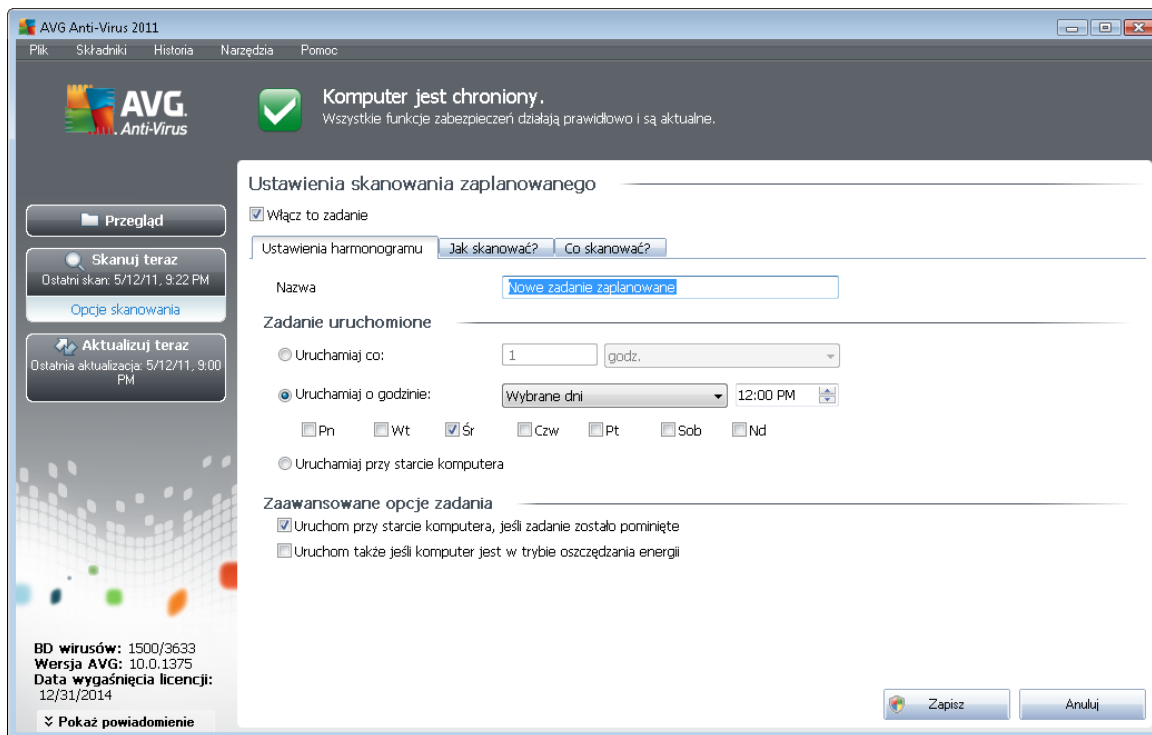 AVG Anti-Virus 2011
Plik Składniki Historia Narzędzia Pomoc
AVG.
Anti-Virus
Komputer jest chroniony.
Wszystkie funkcje zabezpieczeń działają prawidłowo i są aktualne.
Przegląd
Skanuj teraz
Ostatni skan: 5/12/11, 9:22 PM
Opcje skanowania
Aktualizuj teraz
Ostatnia aktualizacja: 5/12/11, 9:00
PM
BD wirusów: 1500/3633
Wersja AVG: 10.0.1375
Data wygaśnięcia licencji:
12/31/2014
Pokaż powiadomienie
Ustawienia skanowania zaplanowanego
Włącz to zadanie
Ustawienia harmonogramu Jak skanować? Co skanować?
Nazwa Nowe zadanie zaplanowane
Zadanie uruchomione
Uruchamiaj co: 1 godz.
Uruchamiaj o godzinie: Wybrane dni 12:00 PM
Pn Wt Śr Czw Pt Sob Nd
Uruchamiaj przy starcie komputera
Zaawansowane opcje zadania
Uruchom przy starcie komputera, jeśli zadanie zostało pominięte
Uruchom także jeśli komputer jest w trybie oszczędzania energii
Zapisz Anuluj